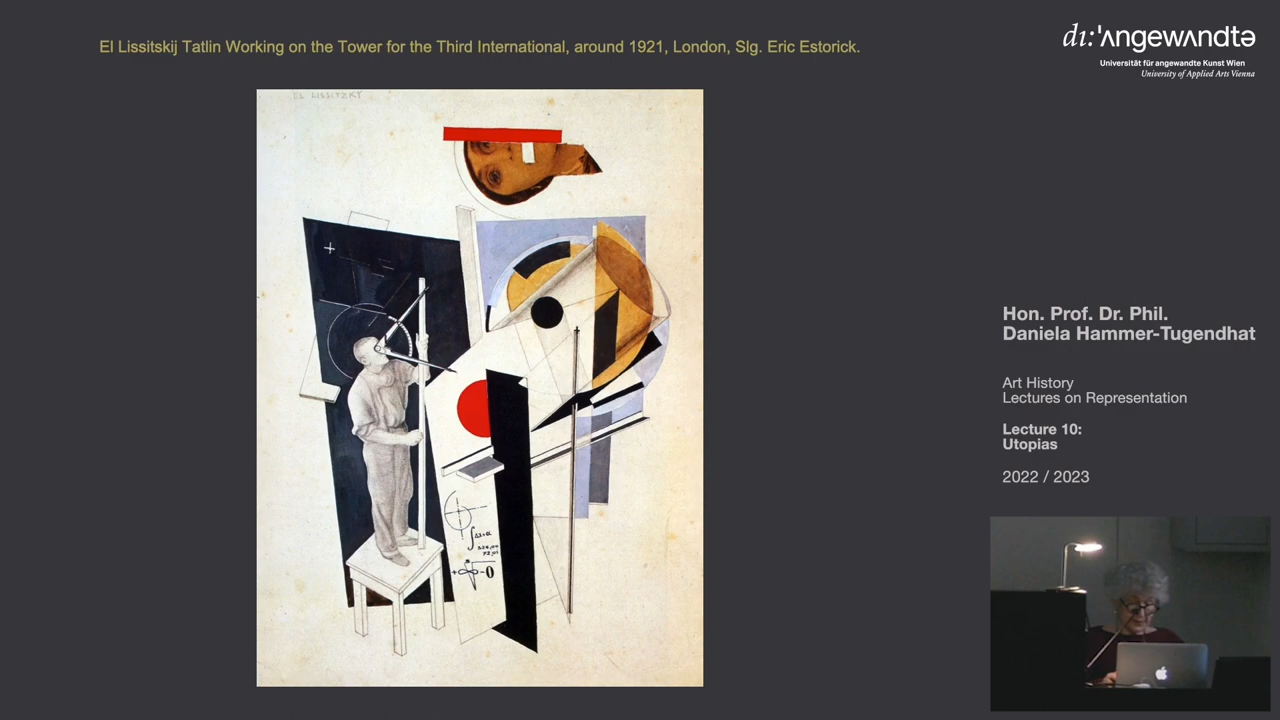 El Lissitskij Tatlin Working on the Tower for the Third International, around 1921, London, Slg. Eric Estorick.
dı:'ʌngewʌndtə
Universität für angewandte Kunst Wien
University of Applied Arts Vienna
EL LISSITZKY
Hon. Prof. Dr. Phil.
Daniela Hammer-Tugendhat
Art History
Lectures on Representation
Lecture 10:
Utopias
2022 / 2023